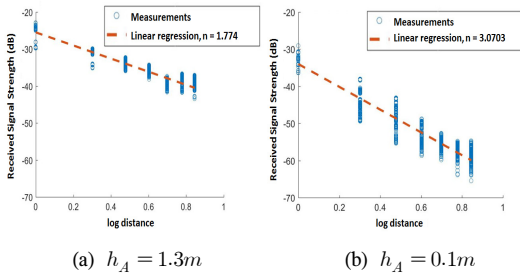 -20
-30
-40
-50
-60
-70
0
0.2
0.4
0.6
0.8
1
Received Signal Strength (dB)
log distance
Measurements
Linear regression, n = 1.774
(a) h_A = 1.3m
-20
-30
-40
-50
-60
-70
0
0.2
0.4
0.6
0.8
1
Received Signal Strength (dB)
log distance
Measurements
Linear regression, n = 3.0703
(b) h_A = 0.1m